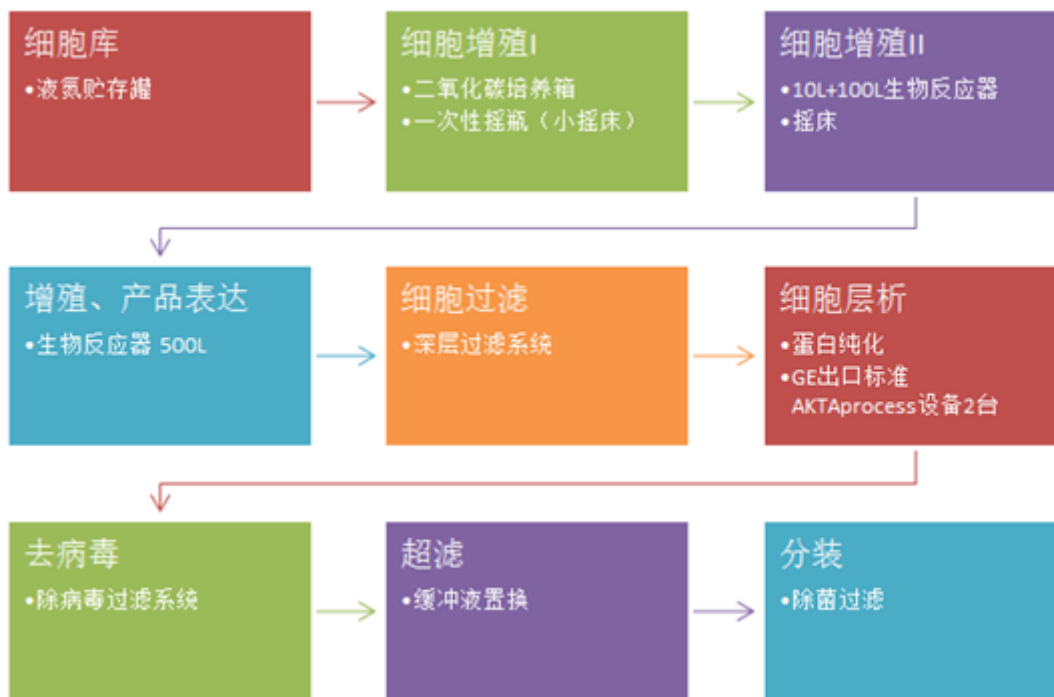 细胞库
•液氮贮存罐
细胞增殖I
•二氧化碳培养箱
•一次性摇瓶（小摇床）
细胞增殖II
•10L+100L生物反应器
•摇床
增殖、产品表达
•生物反应器 500L
细胞过滤
•深层过滤系统
细胞层析
•蛋白纯化
•GE出口标准
AKTAprocess设备2台
去病毒
•除病毒过滤系统
超滤
•缓冲液置换
分装
•除菌过滤